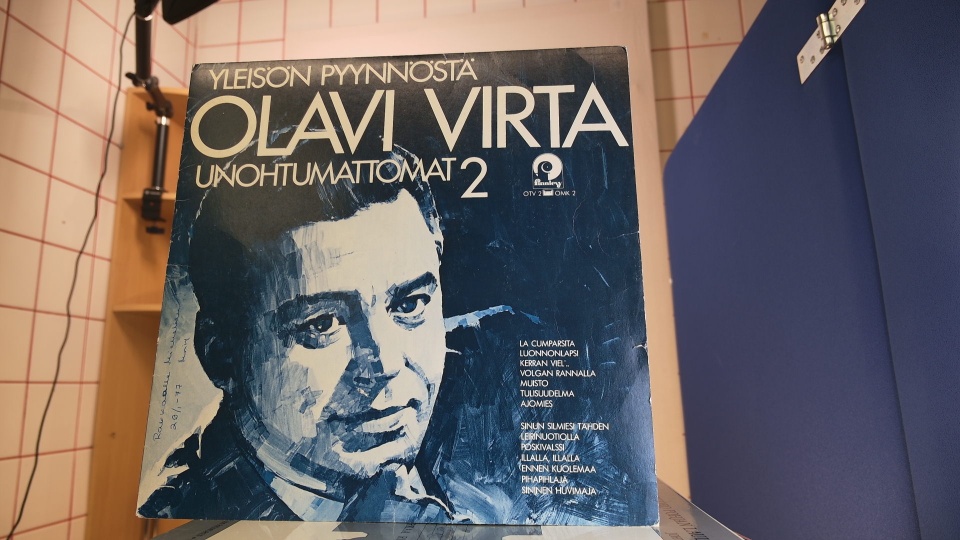 YLEISÖN PYYNNÖSTÄ
OLAVI VIRTA
UNOHTUMATTOMAT 2
Finnlevy
OTV 2 OMK 2
LA CUMPARSITA
LUONNONLAPSI
KERRAN VIEL'..
VOLGAN RANNALLA
MUISTO
TULISUUDELMA
AJOMIES
SINUN SILMIESI TÄHDEN
LEIRINUOTIOLLA
POSKIVALSSI
ILLALLA, ILLALLA
ENNEN KUOLEMAA
PIHAPIHLAJA
SININEN HUVIMAJA